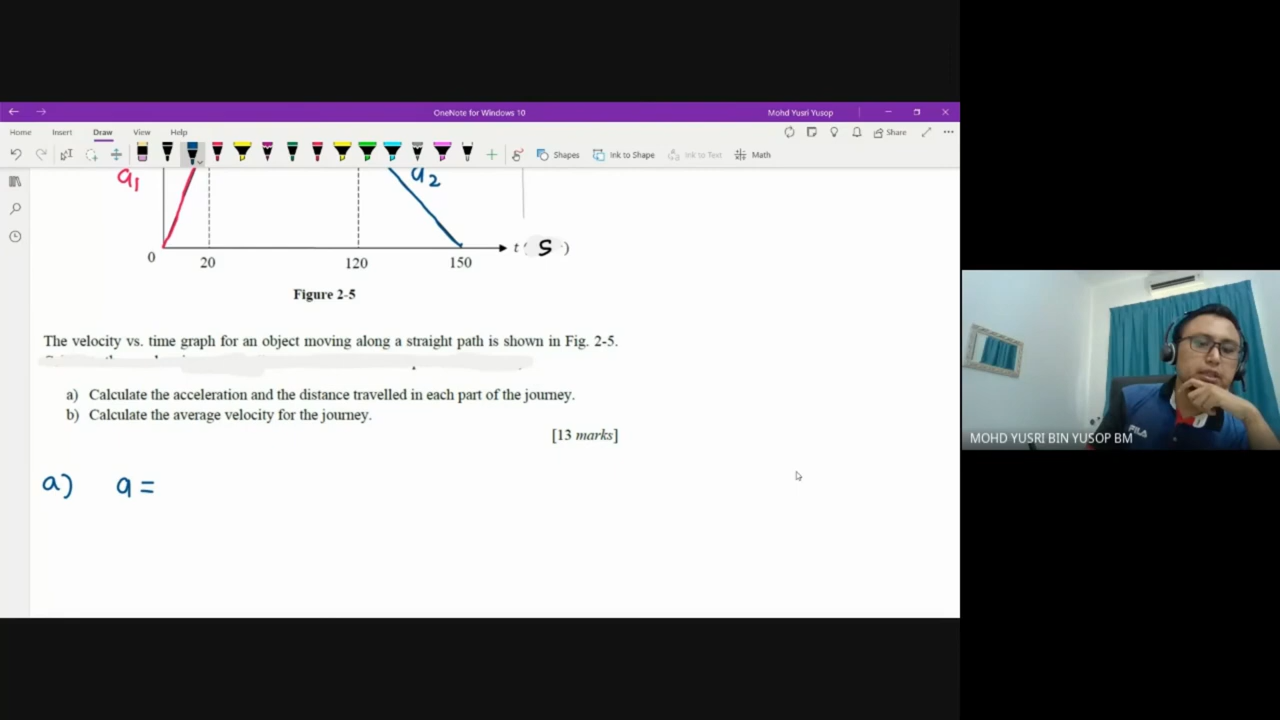 OneNote for Windows 10
Mohd Yusri Yusop
Home Insert Draw View Help
Share
Shapes Ink to Shape Ink to Text Math
a1
a2
0
20
120
150
t ( s )
Figure 2-5
The velocity vs. time graph for an object moving along a straight path is shown in Fig. 2-5.
a) Calculate the acceleration and the distance travelled in each part of the journey.
b) Calculate the average velocity for the journey.
[13 marks]
a) a =
FILA
MOHD YUSRI BIN YUSOP BM